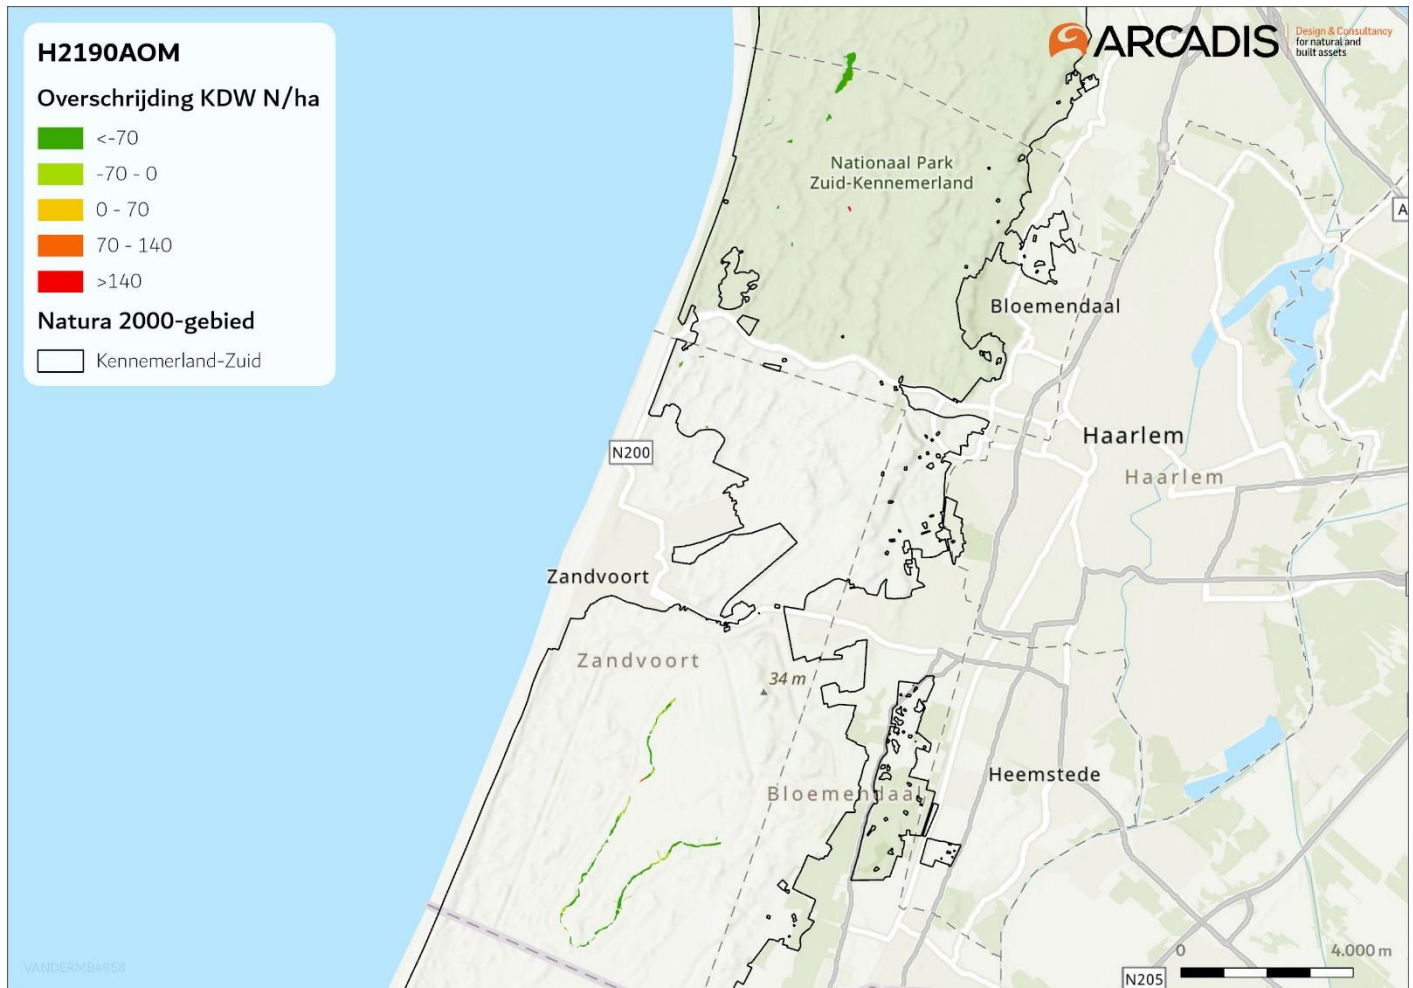 H2190AOM
Overschrijding KDW N/ha
<-70
-70 - 0
0 - 70
70 - 140
>140
Natura 2000-gebied
Kennemerland-Zuid
ARCADIS
Design & Consultancy
for natural and
built assets
Nationaal Park
Zuid-Kennemerland
A
Bloemendaal
Haarlem
Haarlem
N200
Zandvoort
Zandvoort
34 m
Bloemendaal
Heemstede
VANDERMB4958
0
4.000 m
N205